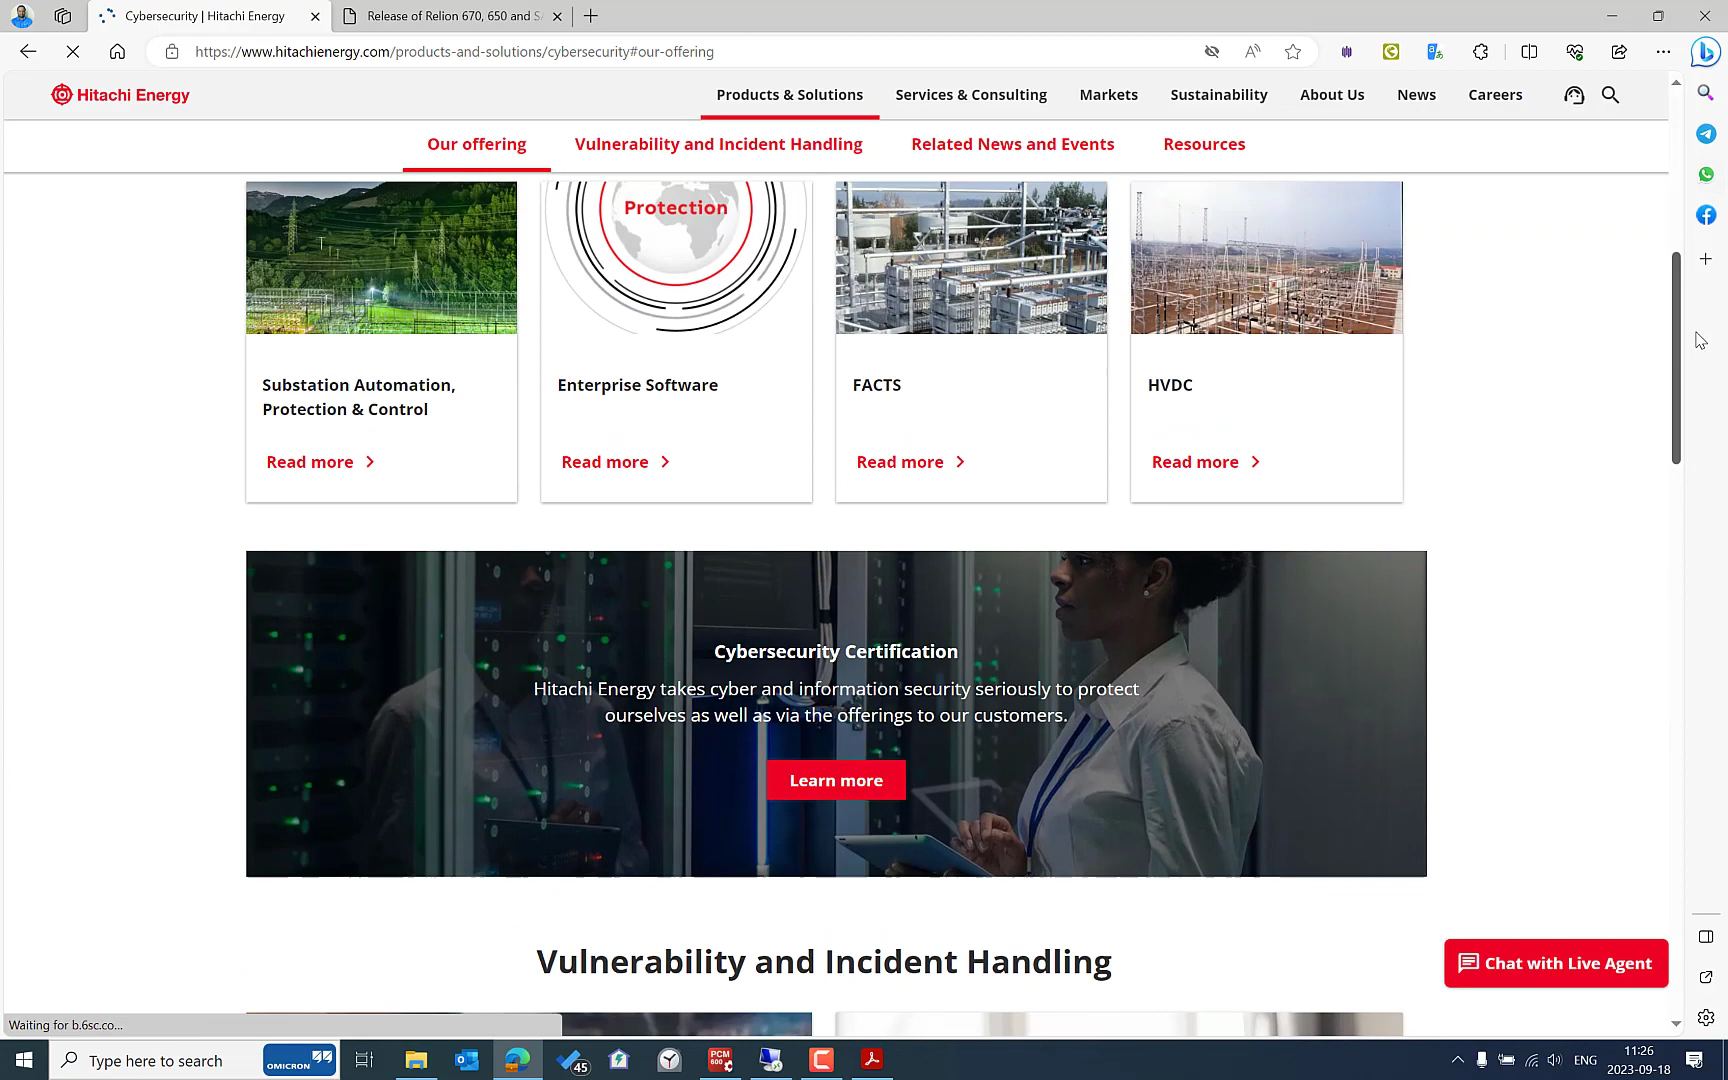 Cybersecurity | Hitachi Energy
Release of Relion 670, 650 and S
https://www.hitachienergy.com/products-and-solutions/cybersecurity#our-offering
Hitachi Energy
Products & Solutions
Services & Consulting
Markets
Sustainability
About Us
News
Careers
Our offering
Vulnerability and Incident Handling
Related News and Events
Resources
Protection
Substation Automation,
Protection & Control
Read more
Enterprise Software
Read more
FACTS
Read more
HVDC
Read more
Cybersecurity Certification
Hitachi Energy takes cyber and information security seriously to protect
ourselves as well as via the offerings to our customers.
Learn more
Vulnerability and Incident Handling
Chat with Live Agent
Waiting for b.6sc.co...
Type here to search
OMICRON
45
PCM
600
ENG
11:26
2023-09-18